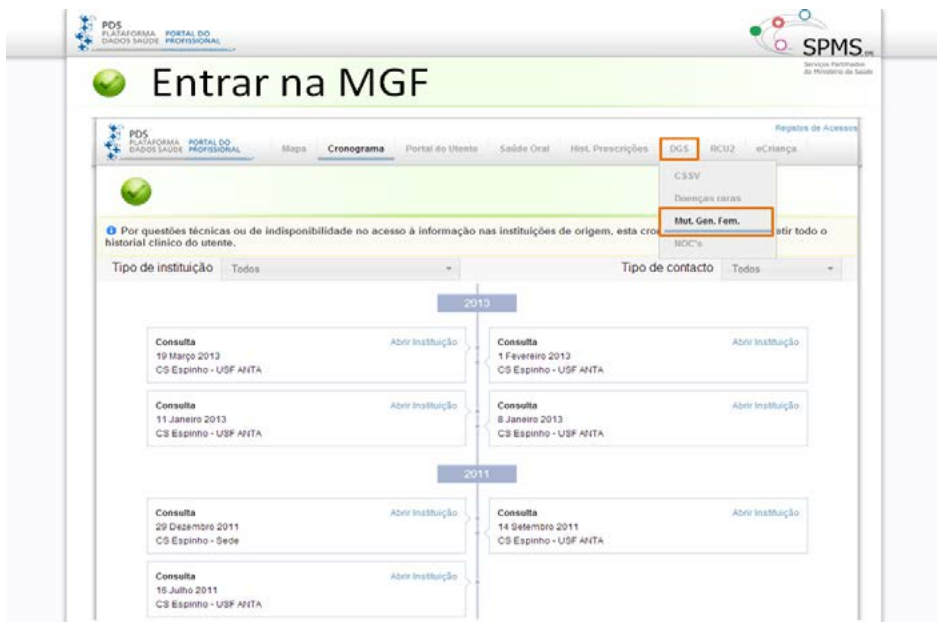 PDS
PLATAFORMA PORTAL DO
DADOS SAÚDE PROFISSIONAL
SPMS EPE
Serviços Partilhados
do Ministério da Saúde
Entrar na MGF
Registos de Acessos
PDS
PLATAFORMA PORTAL DO
DADOS SAÚDE PROFISSIONAL
Mapa Cronograma Portal do Utente Saúde Oral Hist. Prescrições DGS RCU2 eCriança
CSSV
Doenças raras
Mut. Gen. Fem.
NOC's
Por questões técnicas ou de indisponibilidade no acesso à informação nas instituições de origem, esta cro etir todo o
historial clínico do utente.
Tipo de instituição Todos
Tipo de contacto Todos
2013
Consulta Abrir Instituição
19 Março 2013
CS Espinho - USF ANTA
Consulta Abrir Instituição
1 Fevereiro 2013
CS Espinho - USF ANTA
Consulta Abrir Instituição
11 Janeiro 2013
CS Espinho - USF ANTA
Consulta Abrir Instituição
8 Janeiro 2013
CS Espinho - USF ANTA
2011
Consulta Abrir Instituição
29 Dezembro 2011
CS Espinho - Sede
Consulta Abrir Instituição
14 Setembro 2011
CS Espinho - USF ANTA
Consulta Abrir Instituição
16 Julho 2011
CS Espinho - USF ANTA